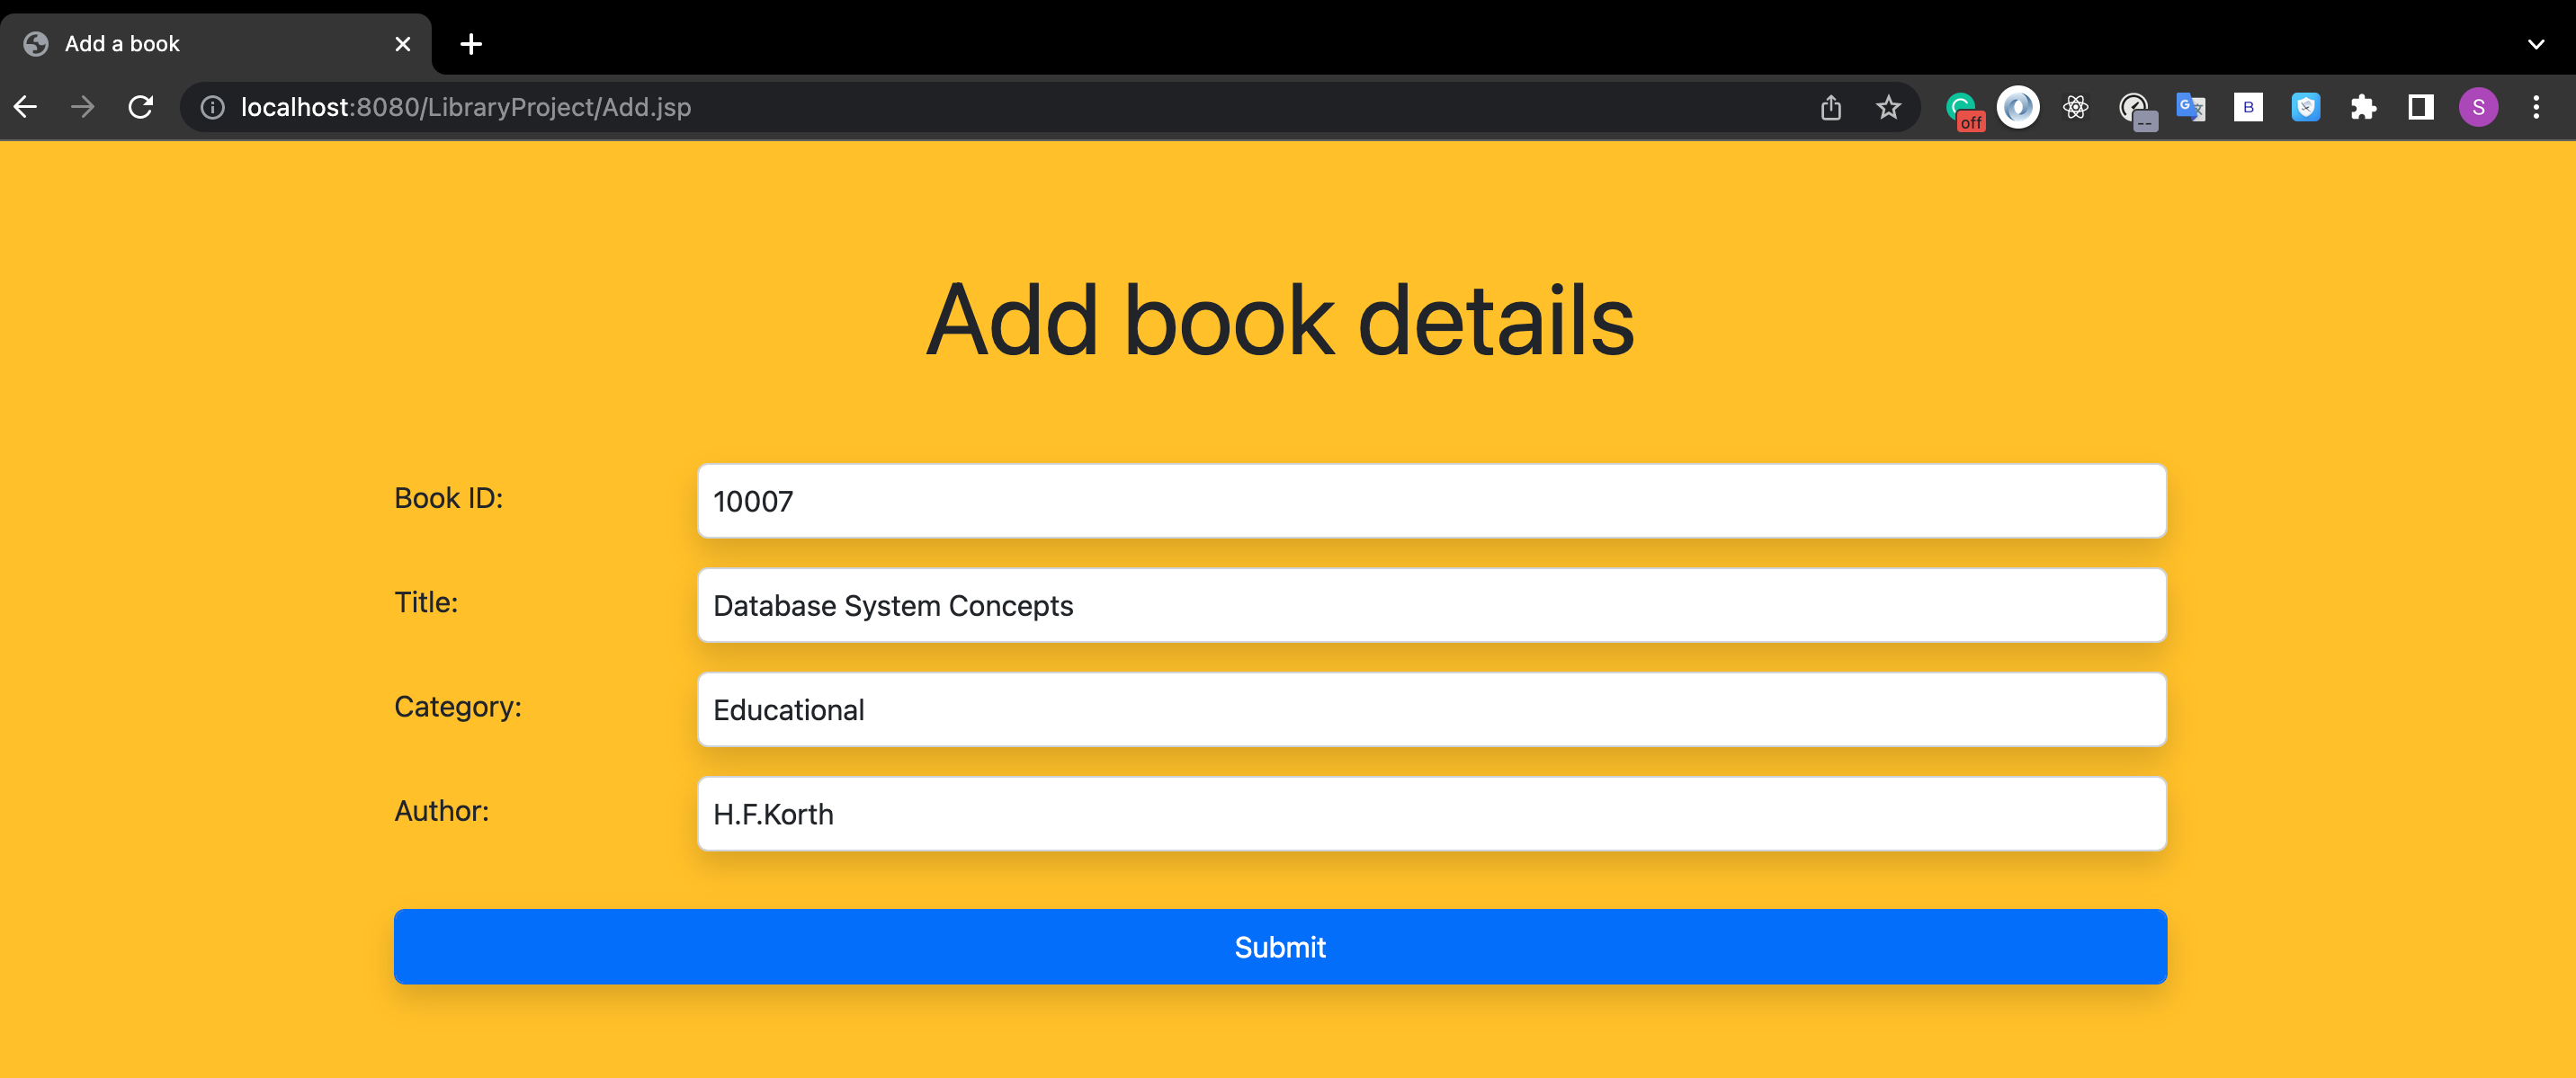 Add a book
localhost:8080/LibraryProject/Add.jsp
off
--
G
B
S
Add book details
Book ID: 10007
Title: Database System Concepts
Category: Educational
Author: H.F.Korth
Submit